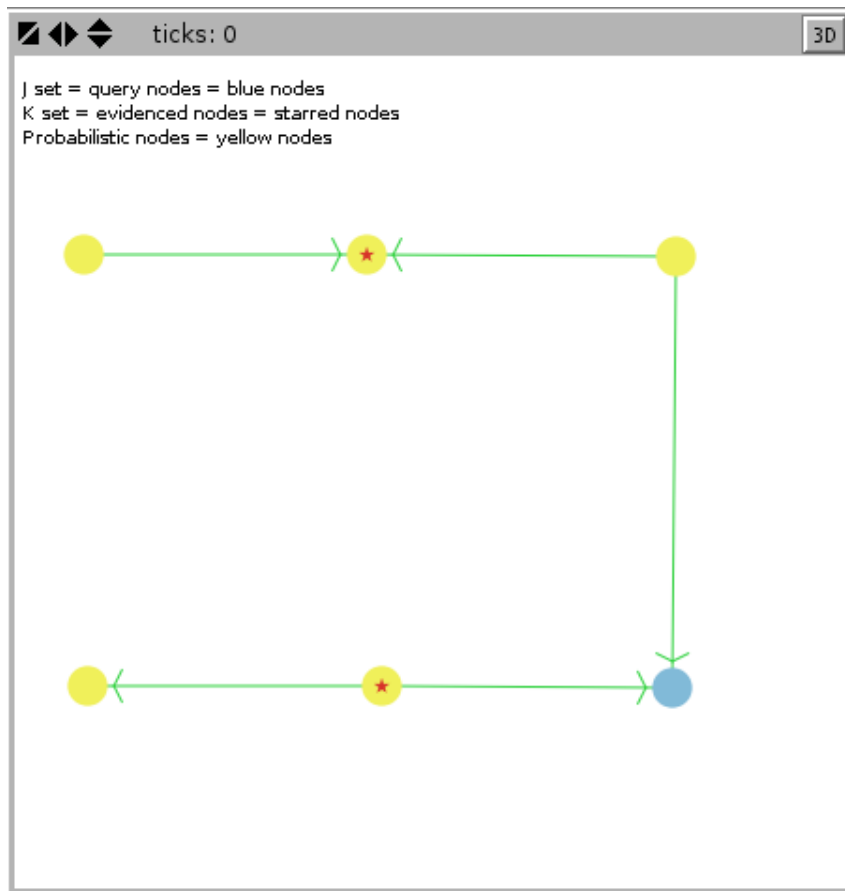 ticks: 0
3D
J set = query nodes = blue nodes
K set = evidenced nodes = starred nodes
Probabilistic nodes = yellow nodes